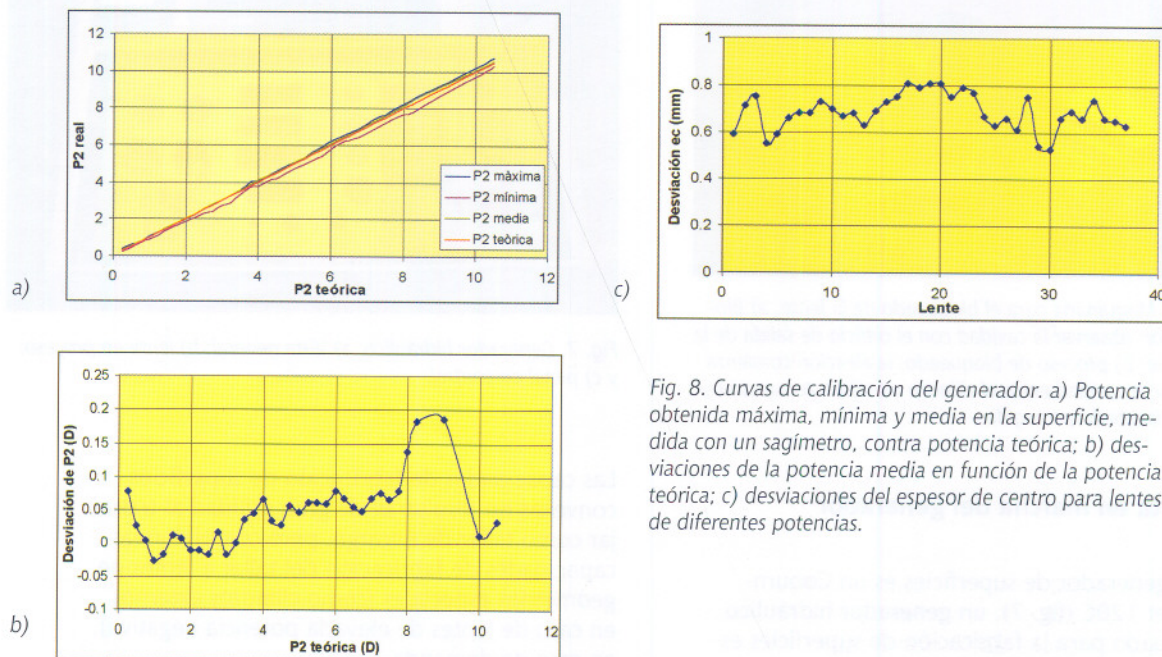 12
10
8
6
4
2
0
P2 real
0 2 4 6 8 10 12
P2 teórica
P2 màxima
P2 mínima
P2 media
P2 teòrica
a)
0.25
0.2
0.15
0.1
0.05
0
-0.05
-0.1
Desviación de P2 (D)
0 2 4 6 8 10 12
P2 teórica (D)
b)
1
0.8
0.6
0.4
0.2
0
Desviación ec (mm)
0 10 20 30 40
Lente
c)
Fig. 8. Curvas de calibración del generador. a) Potencia
obtenida máxima, mínima y media en la superficie, me-
dida con un sagímetro, contra potencia teórica; b) des-
viaciones de la potencia media en función de la potencia
teórica; c) desviaciones del espesor de centro para lentes
de diferentes potencias.